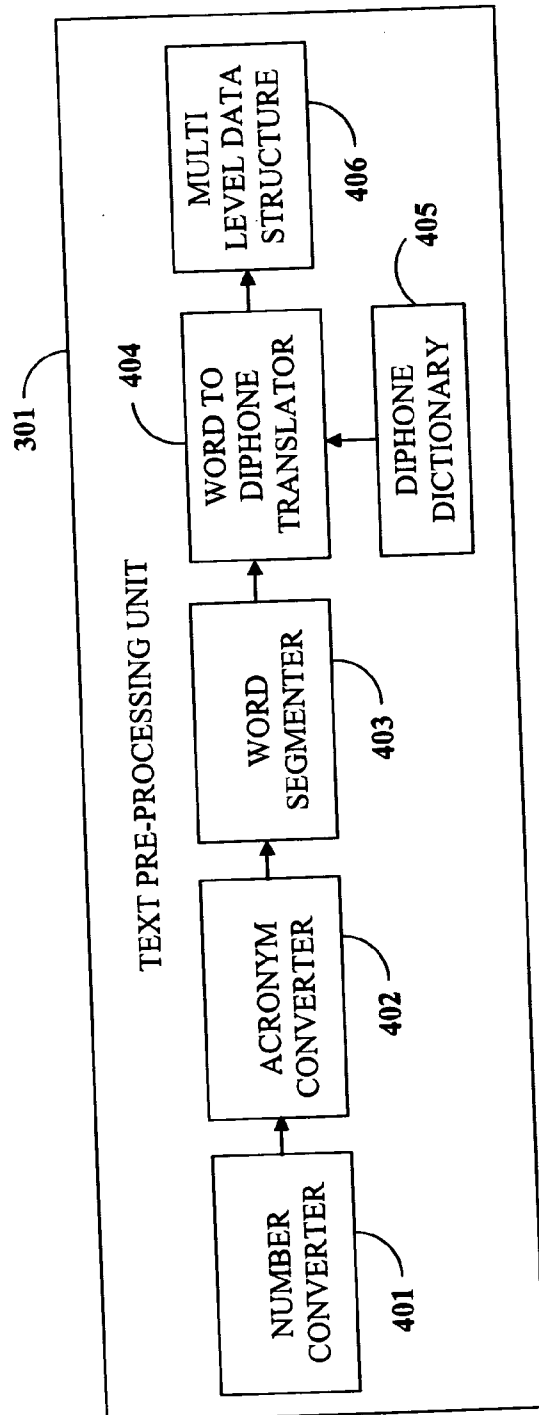 301
TEXT PRE-PROCESSING UNIT
NUMBER
CONVERTER
401
ACRONYM
CONVERTER
402
WORD
SEGMENTER
403
404
WORD TO
DIPHONE
TRANSLATOR
DIPHONE
DICTIONARY
405
MULTI
LEVEL DATA
STRUCTURE
406